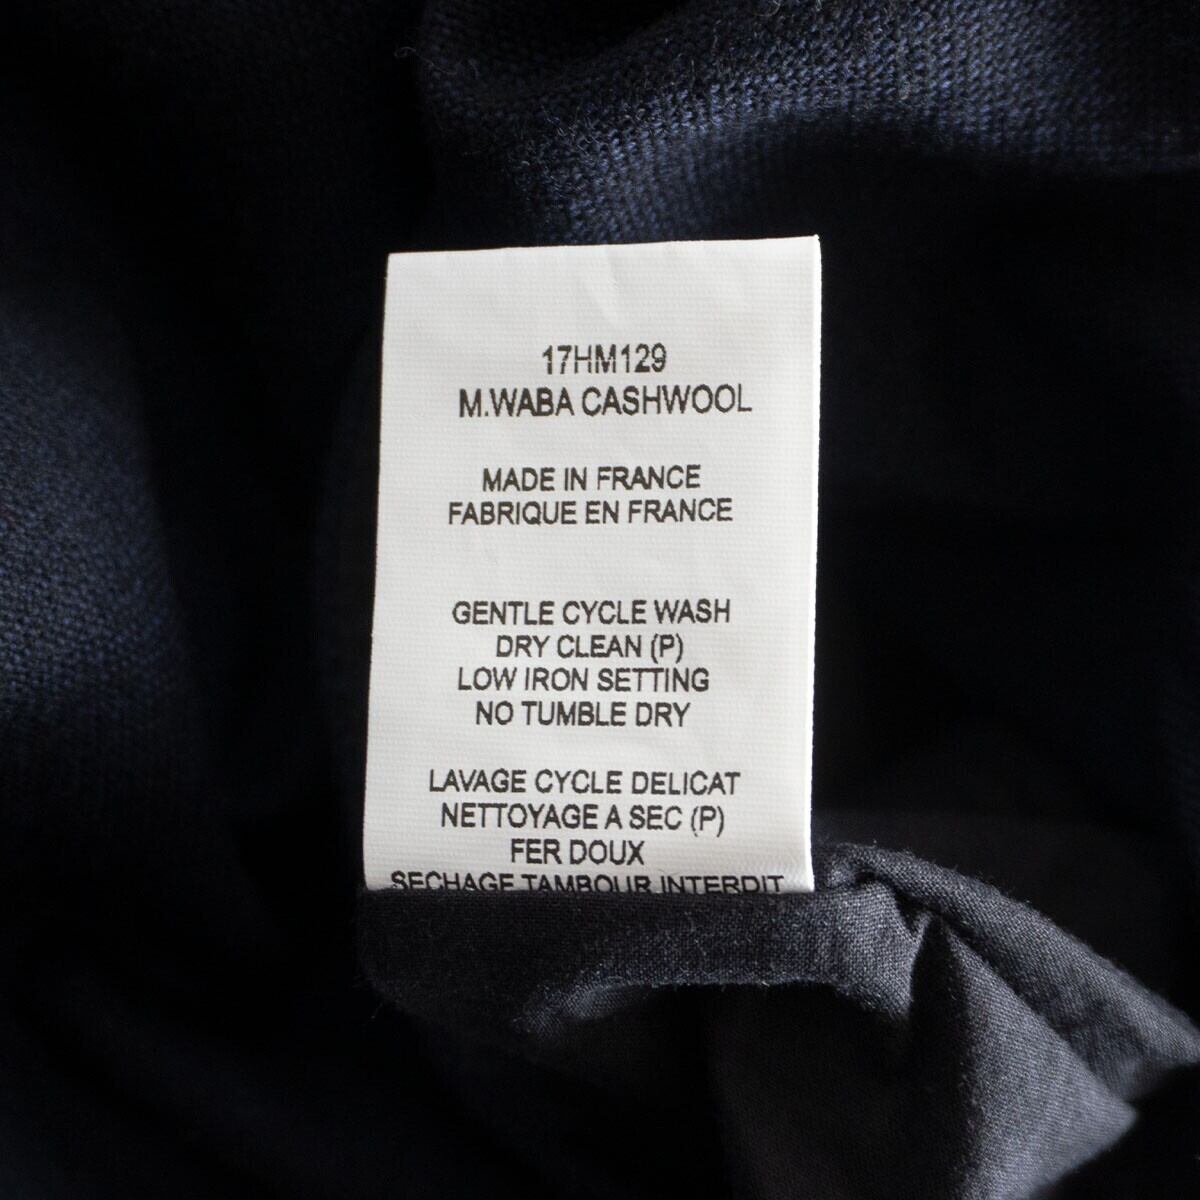 17HM129
M.WABA CASHWOOL
MADE IN FRANCE
FABRIQUE EN FRANCE
GENTLE CYCLE WASH
DRY CLEAN (P)
LOW IRON SETTING
NO TUMBLE DRY
LAVAGE CYCLE DELICAT
NETTOYAGE A SEC (P)
FER DOUX
SECHAGE TAMBOUR INTERDIT